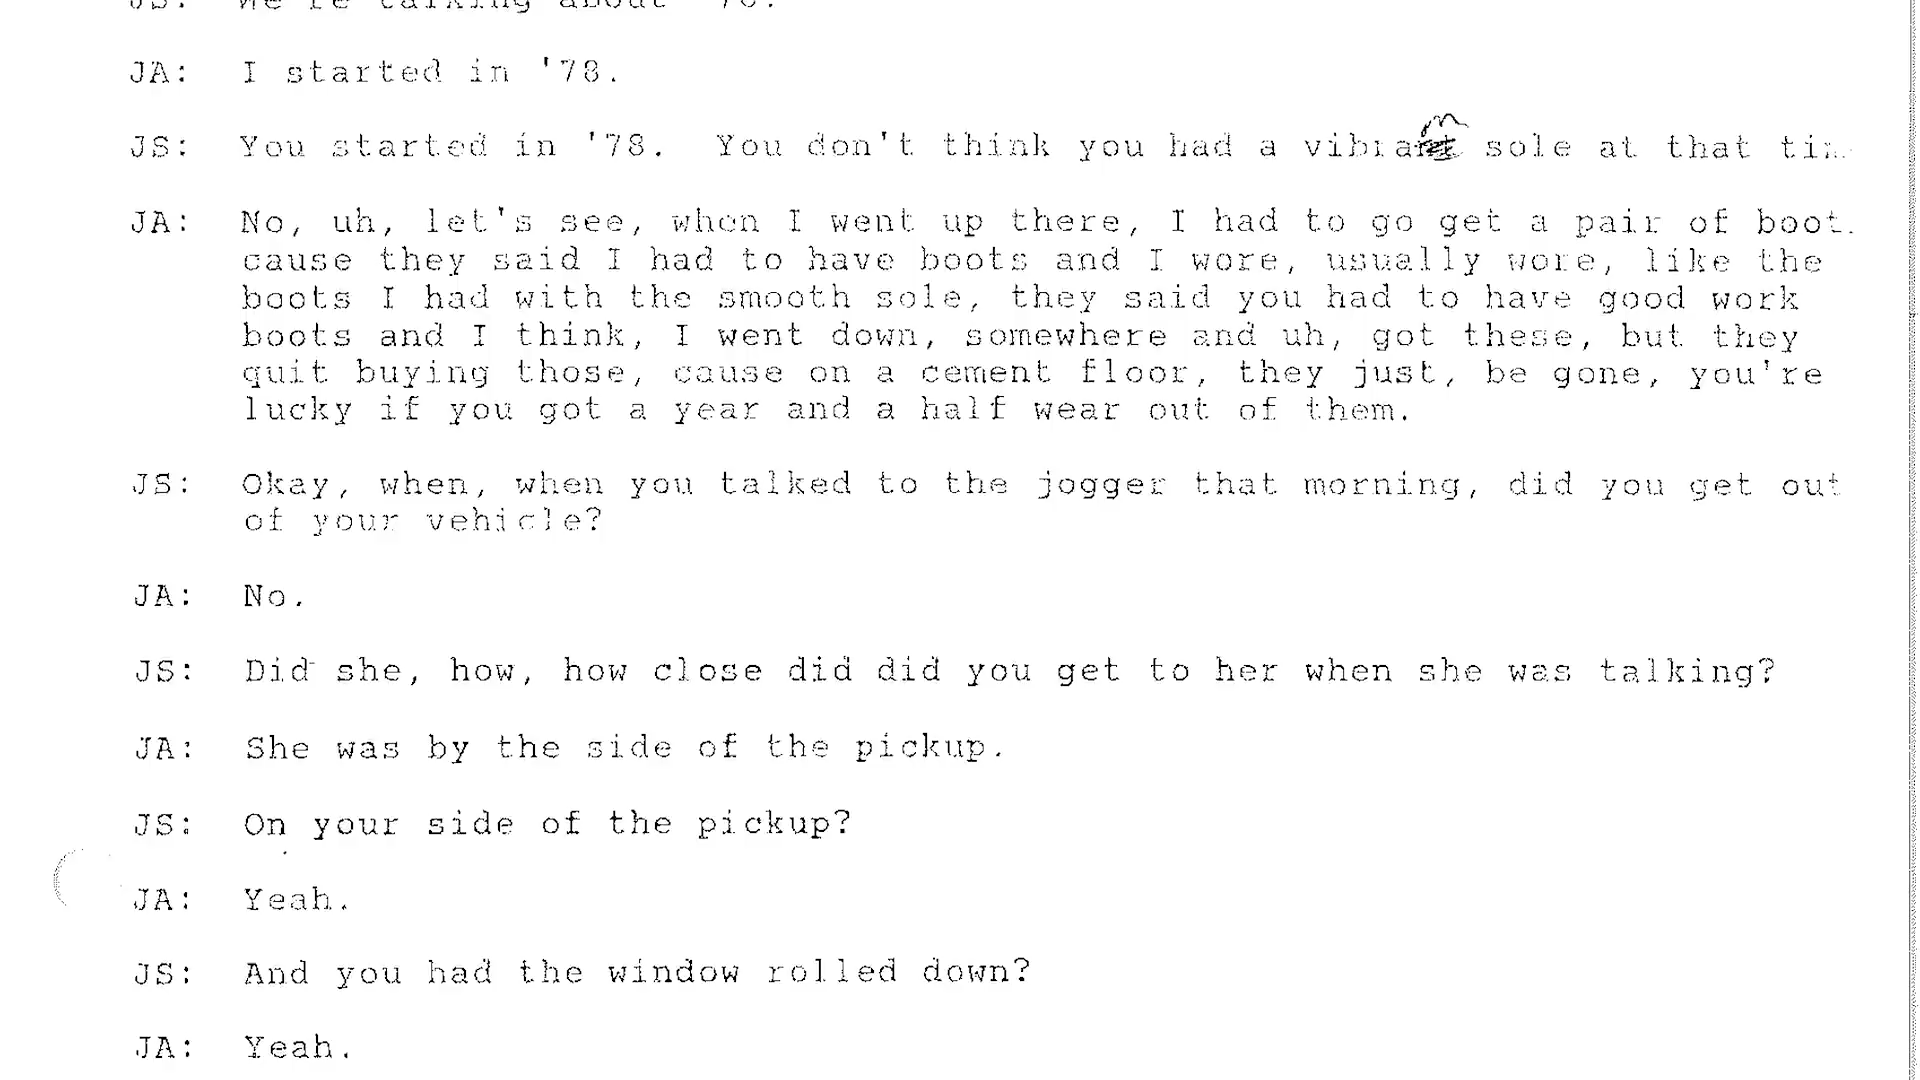 JS: We're talking about '78.
JA: I started in '78.
JS: You started in '78. You don't think you had a vibram sole at that
JA: No, uh, let's see, when I went up there, I had to go get a pair of boot
cause they said I had to have boots and I wore, usually wore, like the
boots I had with the smooth sole, they said you had to have good work
boots and I think, I went down, somewhere and uh, got these, but they
quit buying those, cause on a cement floor, they just, be gone, you're
lucky if you got a year and a half wear out of them.
JS: Okay, when, when you talked to the jogger that morning, did you get out
of your vehicle?
JA: No.
JS: Did she, how, how close did did you get to her when she was talking?
JA: She was by the side of the pickup.
JS: On your side of the pickup?
JA: Yeah.
JS: And you had the window rolled down?
JA: Yeah.